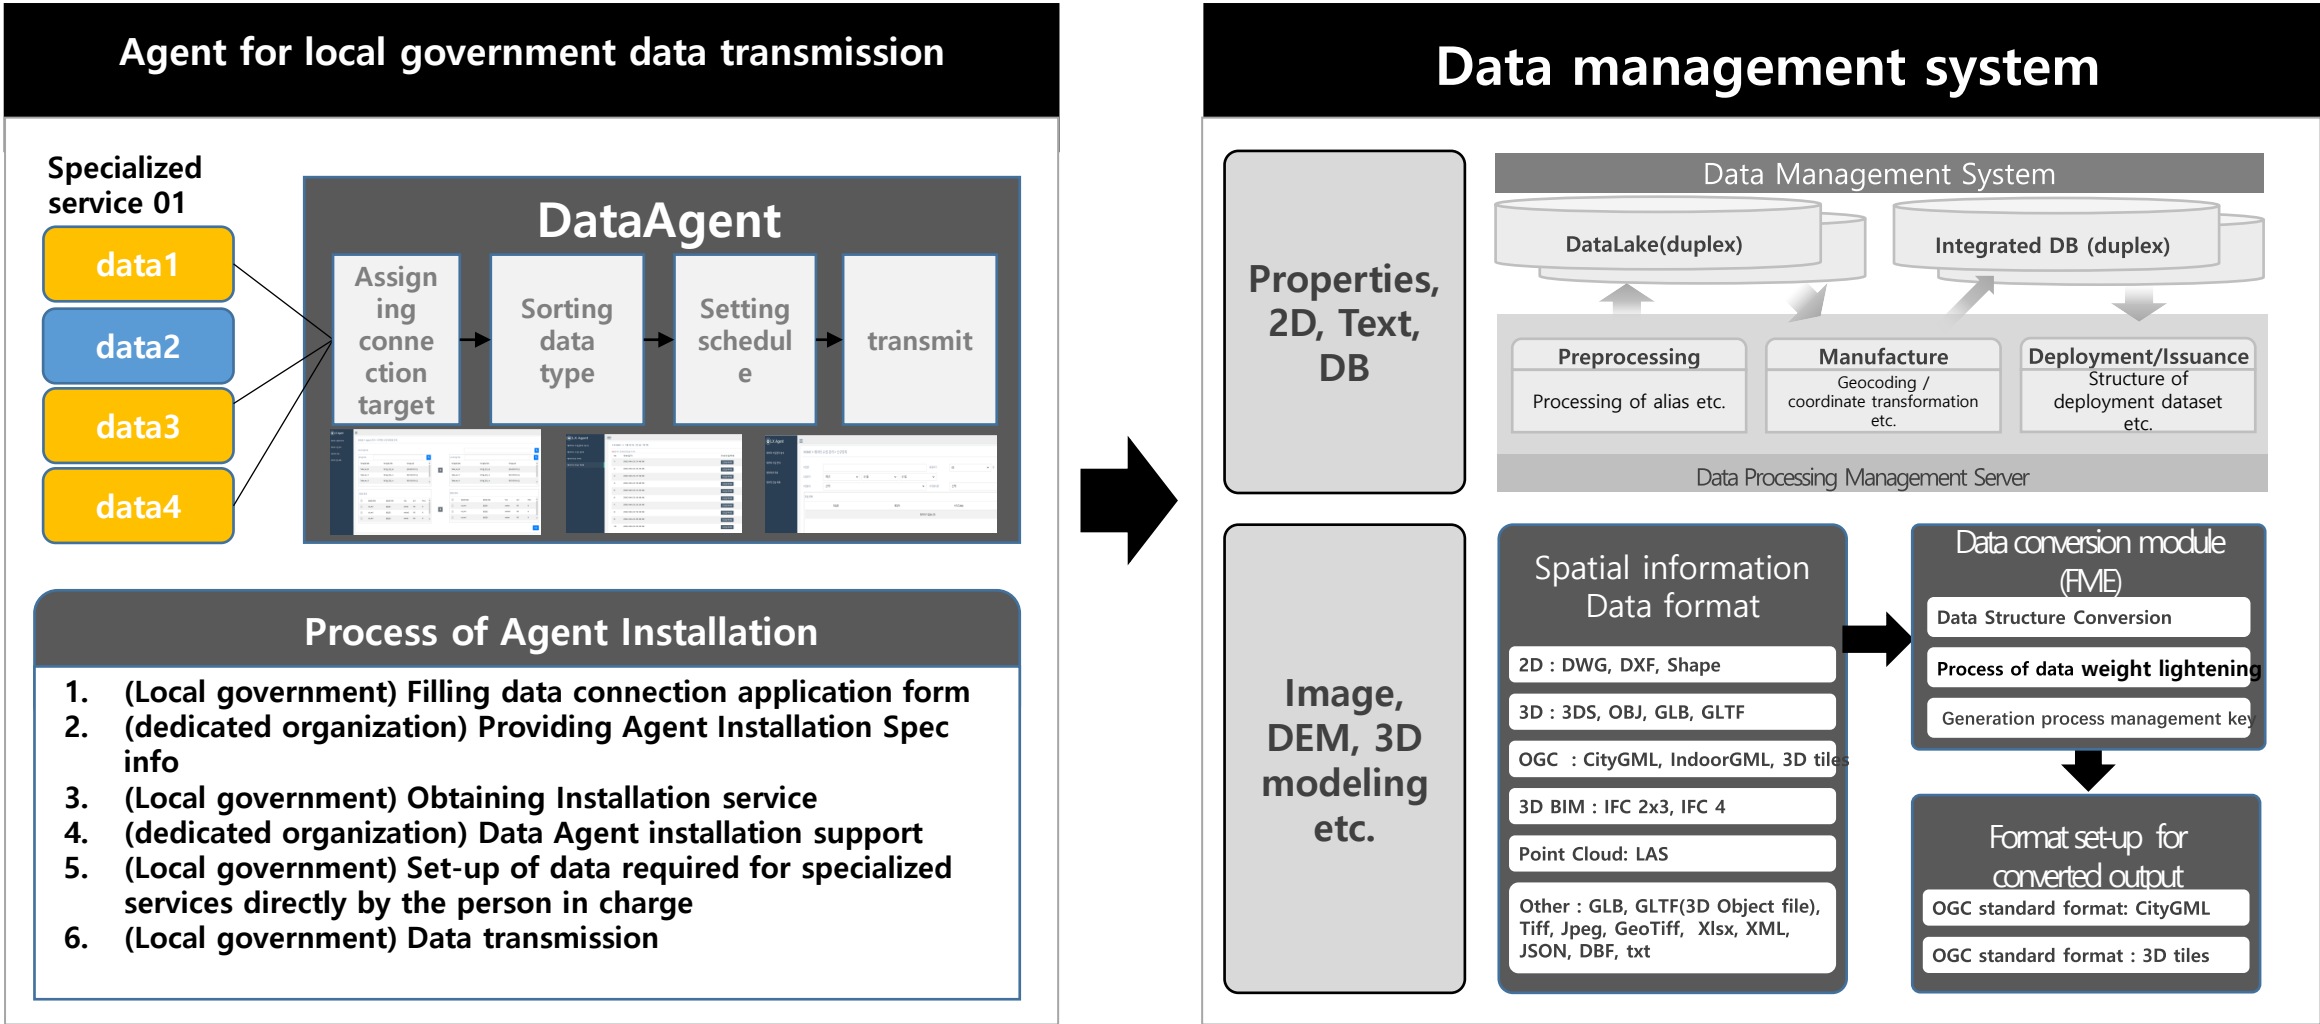 Agent for local government data transmission
Specialized
service 01
data1
data2
data3
data4
DataAgent
Assign
ing
conne
ction
target
Sorting
data
type
Setting
schedul
e
transmit
Process of Agent Installation
1. (Local government) Filling data connection application form
2. (dedicated organization) Providing Agent Installation Spec
info
3. (Local government) Obtaining Installation service
4. (dedicated organization) Data Agent installation support
5. (Local government) Set-up of data required for specialized
services directly by the person in charge
6. (Local government) Data transmission
Data management system
Properties,
2D, Text,
DB
Data Management System
DataLake(duplex)
Integrated DB (duplex)
Preprocessing
Processing of alias etc.
Manufacture
Geocoding /
coordinate transformation
etc.
Deployment/Issuance
Structure of
deployment dataset
etc.
Data Processing Management Server
Image,
DEM, 3D
modeling
etc.
Spatial information
Data format
2D : DWG, DXF, Shape
3D : 3DS, OBJ, GLB, GLTF
OGC : CityGML, IndoorGML, 3D tiles
3D BIM : IFC 2x3, IFC 4
Point Cloud: LAS
Other : GLB, GLTF(3D Object file),
Tiff, Jpeg, GeoTiff, Xlsx, XML,
JSON, DBF, txt
Data conversion module
(FME)
Data Structure Conversion
Process of data weight lightening
Generation process management key
Format set-up for
converted output
OGC standard format: CityGML
OGC standard format : 3D tiles